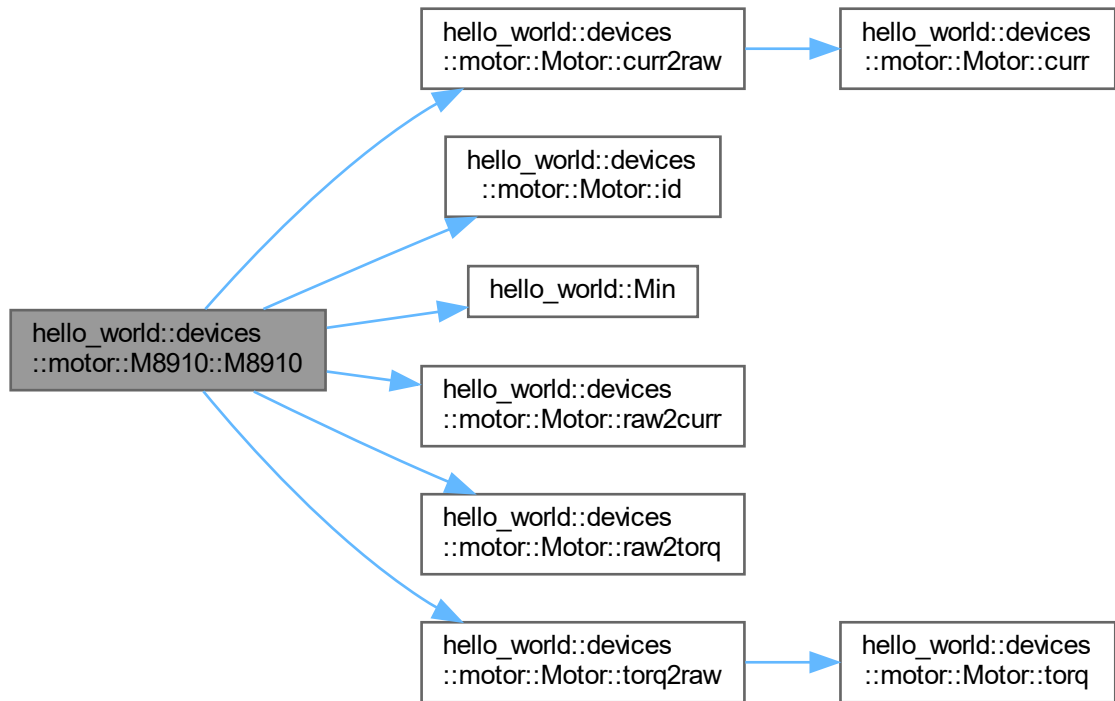 hello_world::devices
::motor::M8910::M8910
hello_world::devices
::motor::Motor::curr2raw
hello_world::devices
::motor::Motor::curr
hello_world::devices
::motor::Motor::id
hello_world::Min
hello_world::devices
::motor::Motor::raw2curr
hello_world::devices
::motor::Motor::raw2torq
hello_world::devices
::motor::Motor::torq2raw
hello_world::devices
::motor::Motor::torq